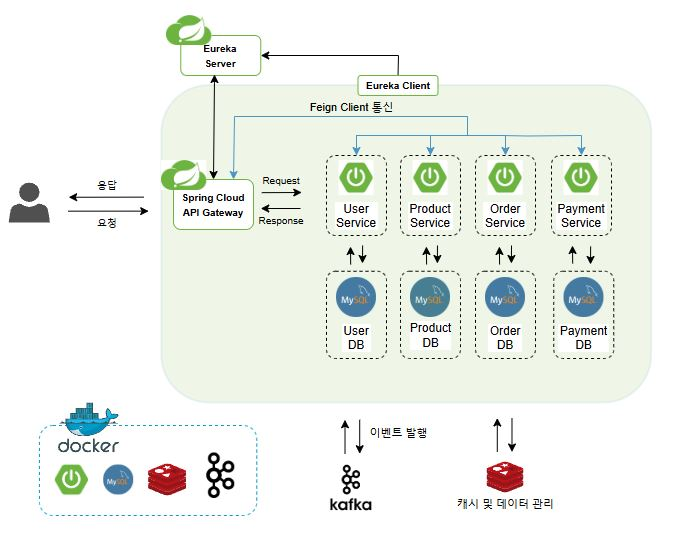 Eureka
Server
Eureka Client
Feign Client 통신
응답
요청
Spring Cloud
API Gateway
Request
Response
User
Service
Product
Service
Order
Service
Payment
Service
MySQL
User
DB
MySQL
Product
DB
MySQL
Order
DB
MySQL
Payment
DB
docker
MySQL
이벤트 발행
kafka
캐시 및 데이터 관리